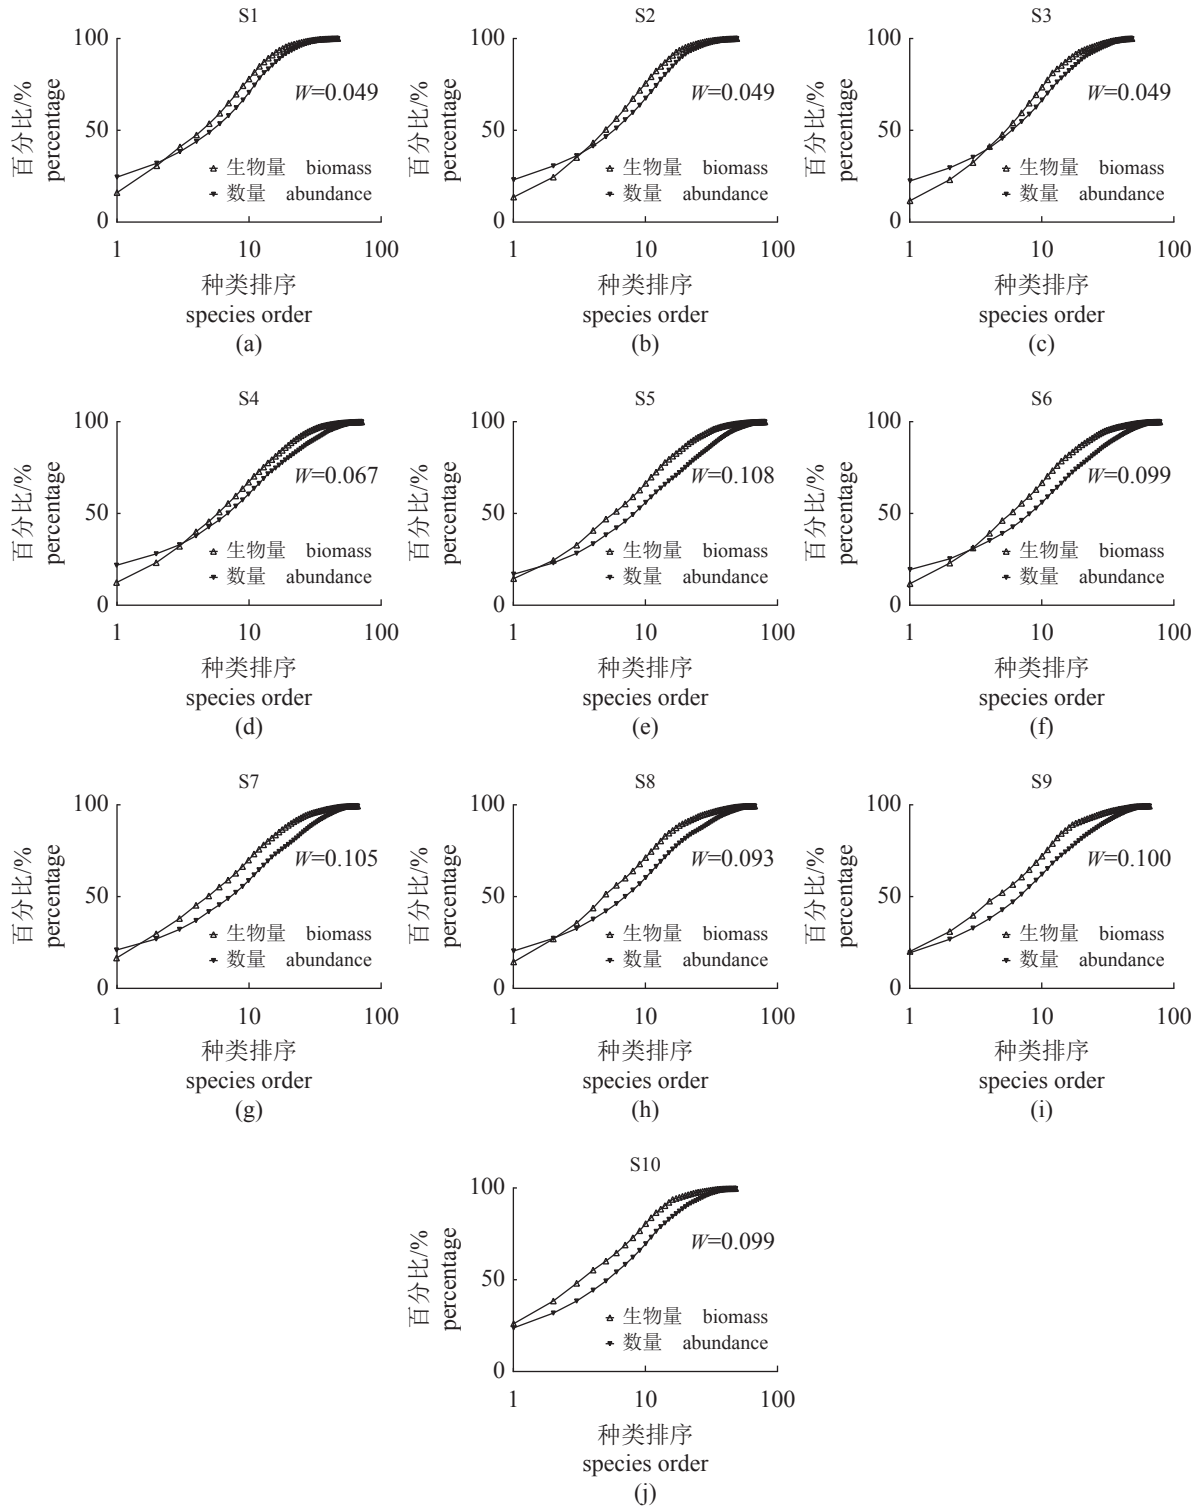 S1
百分比/%
percentage
100
50
0
W=0.049
生物量 biomass
数量 abundance
1 10 100
种类排序
species order
(a)
S2
百分比/%
percentage
100
50
0
W=0.049
生物量 biomass
数量 abundance
1 10 100
种类排序
species order
(b)
S3
百分比/%
percentage
100
50
0
W=0.049
生物量 biomass
数量 abundance
1 10 100
种类排序
species order
(c)
S4
百分比/%
percentage
100
50
0
W=0.067
生物量 biomass
数量 abundance
1 10 100
种类排序
species order
(d)
S5
百分比/%
percentage
100
50
0
W=0.108
生物量 biomass
数量 abundance
1 10 100
种类排序
species order
(e)
S6
百分比/%
percentage
100
50
0
W=0.099
生物量 biomass
数量 abundance
1 10 100
种类排序
species order
(f)
S7
百分比/%
percentage
100
50
0
W=0.105
生物量 biomass
数量 abundance
1 10 100
种类排序
species order
(g)
S8
百分比/%
percentage
100
50
0
W=0.093
生物量 biomass
数量 abundance
1 10 100
种类排序
species order
(h)
S9
百分比/%
percentage
100
50
0
W=0.100
生物量 biomass
数量 abundance
1 10 100
种类排序
species order
(i)
S10
百分比/%
percentage
100
50
0
W=0.099
生物量 biomass
数量 abundance
1 10 100
种类排序
species order
(j)